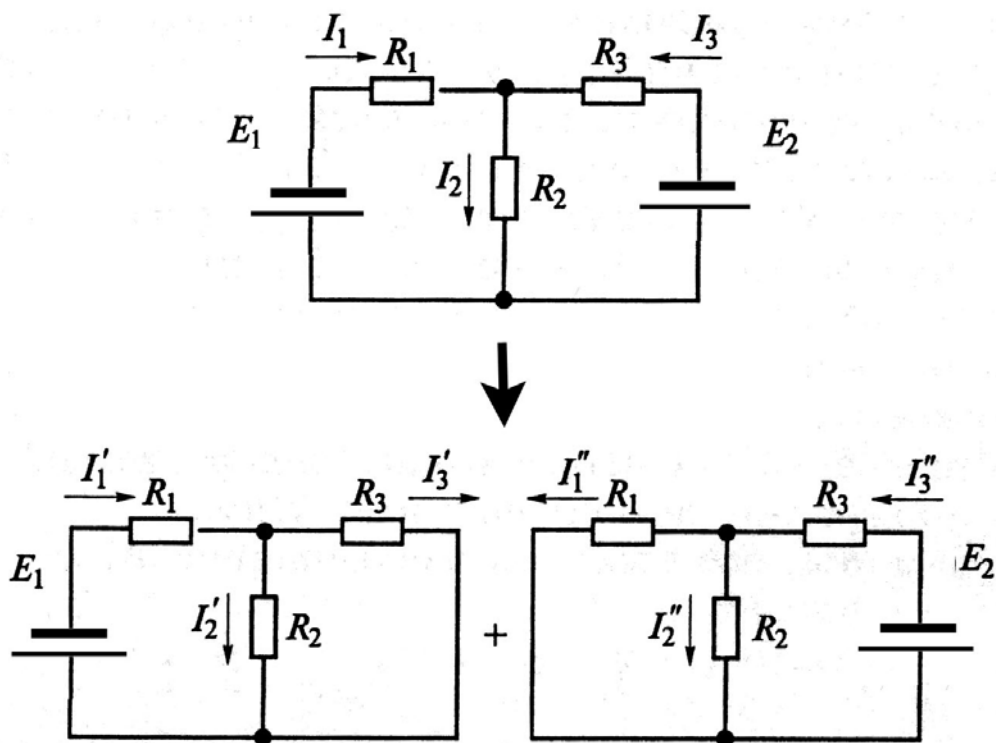 I₁ R₁ R₃ I₃
E₁ E₂
I₂ R₂
I₁′ R₁ R₃ I₃′ I₁″ R₁ R₃ I₃″
E₁ E₂
I₂′ R₂ + I₂″ R₂